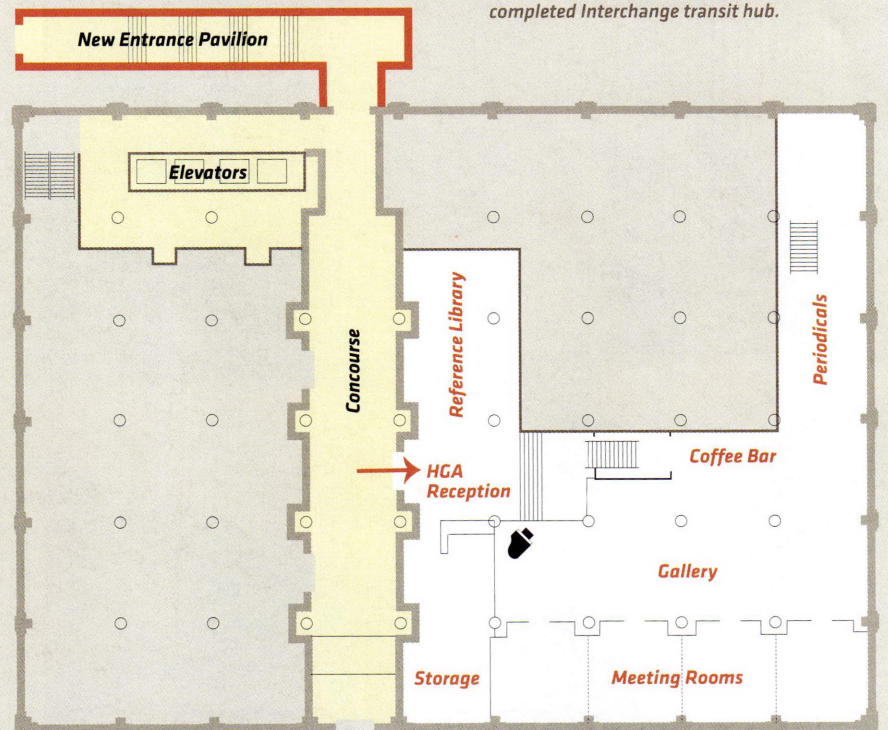 completed Interchange transit hub.
New Entrance Pavilion
Elevators
Concourse
Reference Library
Periodicals
Coffee Bar
HGA
Reception
Gallery
Storage
Meeting Rooms